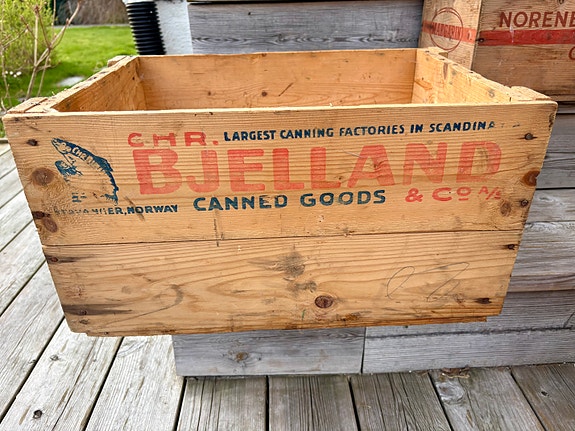 CHR. LARGEST CANNING FACTORIES IN SCANDINA
BJELLAND
STAVANGER, NORWAY CANNED GOODS & CO A/S
NORENE